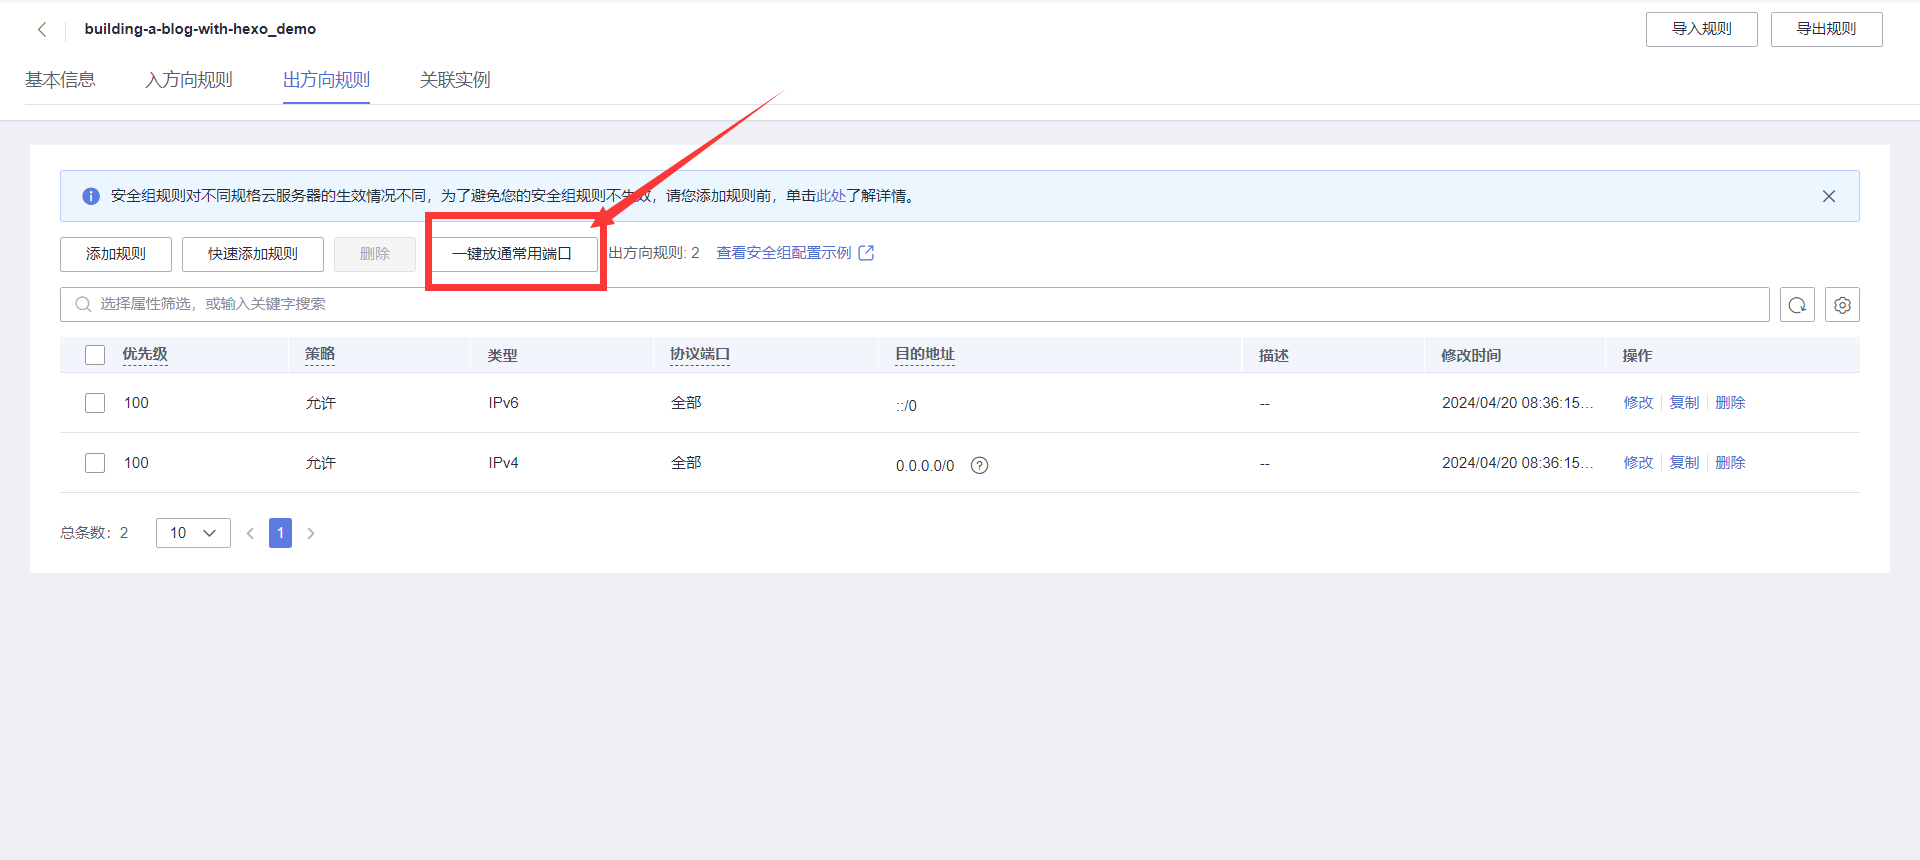 building-a-blog-with-hexo_demo
导入规则
导出规则
基本信息
入方向规则
出方向规则
关联实例
安全组规则对不同规格云服务器的生效情况不同，为了避免您的安全组规则不生效，请您添加规则前，单击此处了解详情。
添加规则
快速添加规则
删除
一键放通常用端口
出方向规则: 2
查看安全组配置示例
选择属性筛选，或输入关键字搜索
优先级 策略 类型 协议端口 目的地址 描述 修改时间 操作
100 允许 IPv6 全部 ::/0 -- 2024/04/20 08:36:15... 修改 复制 删除
100 允许 IPv4 全部 0.0.0.0/0 ? -- 2024/04/20 08:36:15... 修改 复制 删除
总条数：2 10 1